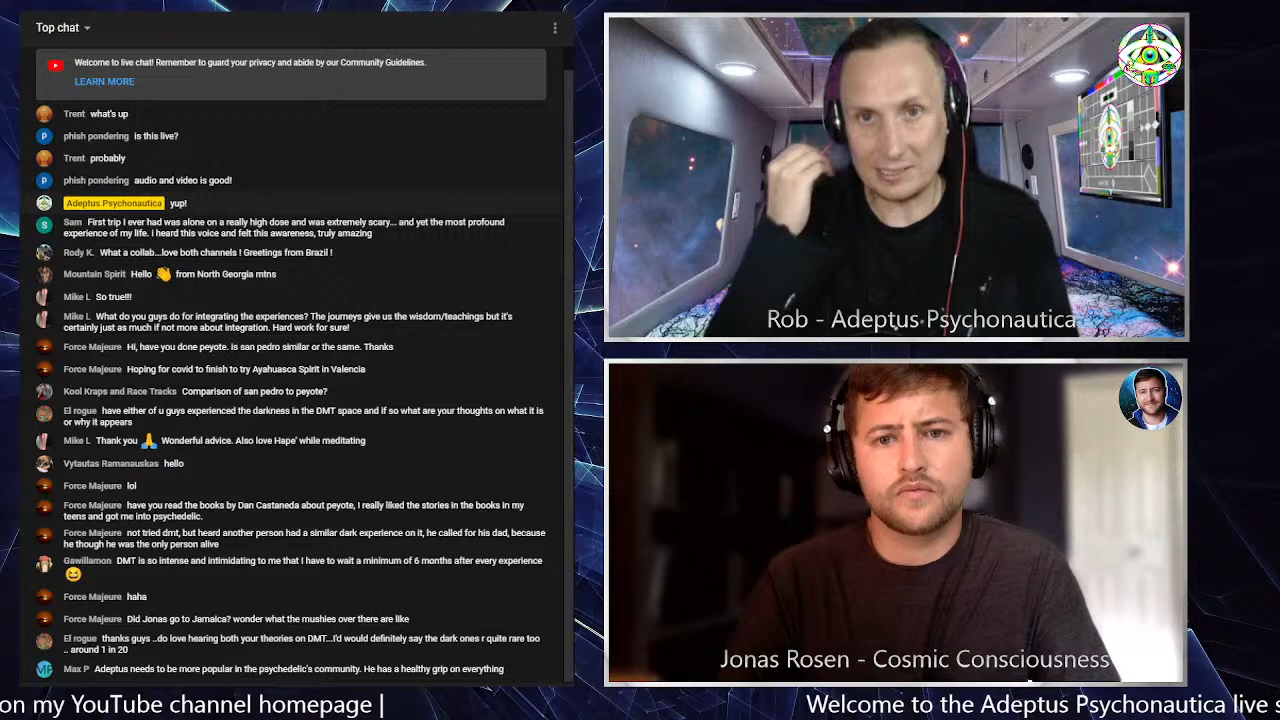 Top chat
Welcome to live chat! Remember to guard your privacy and abide by our Community Guidelines.
LEARN MORE
Trent what's up
phish pondering is this live?
Trent probably
phish pondering audio and video is good!
Adeptus Psychonautica yup!
Sam First trip I ever had was alone on a really high dose and was extremely scary... and yet the most profound
experience of my life. I heard this voice and felt this awareness, truly amazing
Rody K. What a collab...love both channels ! Greetings from Brazil !
Mountain Spirit Hello 👋 from North Georgia mtns
Mike L So true!!!
Mike L What do you guys do for integrating the experiences? The journeys give us the wisdom/teachings but it's
certainly just as much if not more about integration. Hard work for sure!
Force Majeure Hi, have you done peyote. is san pedro similar or the same. Thanks
Force Majeure Hoping for covid to finish to try Ayahuasca Spirit in Valencia
Kool Kraps and Race Tracks Comparison of san pedro to peyote?
El rogue have either of u guys experienced the darkness in the DMT space and if so what are your thoughts on what it is
or why it appears
Mike L Thank you 🙏 Wonderful advice. Also love Hape' while meditating
Vytautas Ramanauskas hello
Force Majeure lol
Force Majeure have you read the books by Dan Castaneda about peyote, I really liked the stories in the books in my
teens and got me into psychedelic.
Force Majeure not tried dmt, but heard another person had a similar dark experience on it, he called for his dad, because
he though he was the only person alive
Gawillamon DMT is so intense and intimidating to me that I have to wait a minimum of 6 months after every experience
😆
Force Majeure haha
Force Majeure Did Jonas go to Jamaica? wonder what the mushies over there are like
El rogue thanks guys ..do love hearing both your theories on DMT...I'd would definitely say the dark ones r quite rare too
.. around 1 in 20
Max P Adeptus needs to be more popular in the psychedelic's community. He has a healthy grip on everything
Rob - Adeptus Psychonautica
Jonas Rosen - Cosmic Consciousness
on my YouTube channel homepage | Welcome to the Adeptus Psychonautica live s